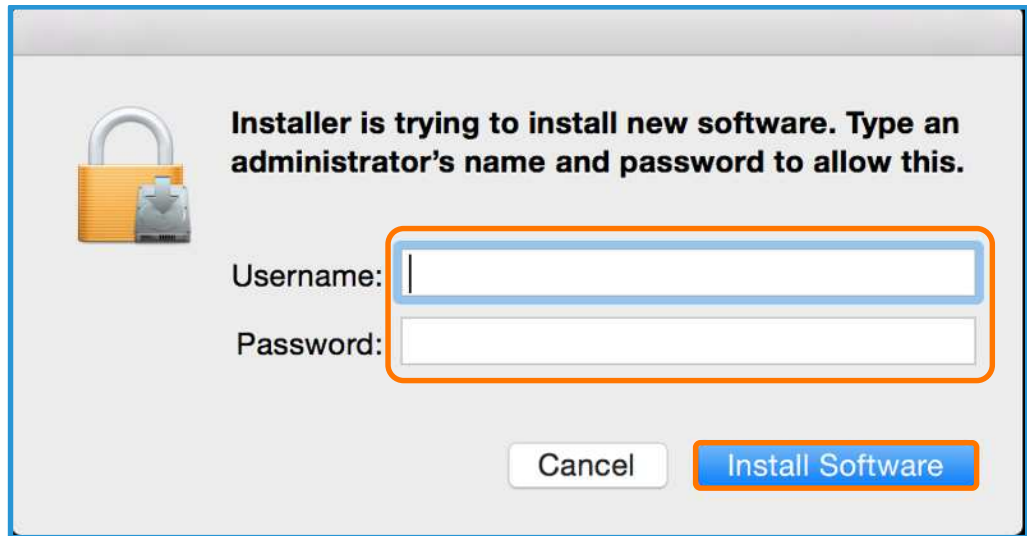 Installer is trying to install new software. Type an
administrator's name and password to allow this.
Username:
Password:
Cancel
Install Software